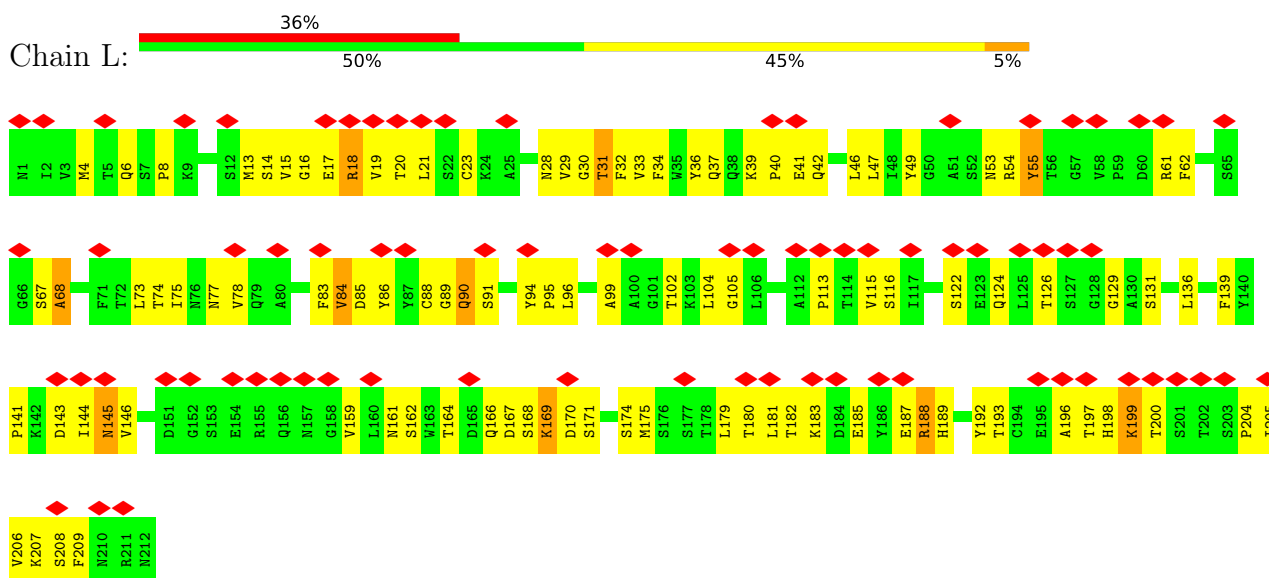 36%
Chain L:
50% 45% 5%
N1 I2 V3 M4 T5 Q6 S7 P8 K9 S12 M13 S14 V15 G16 E17 R18 V19 T20 L21 S22 C23 K24 A25 N28 V29 G30 T31 F32 V33 F34 W35 Y36 Q37 Q38 K39 P40 E41 Q42 L46 L47 I48 Y49 G50 A51 S52 N53 R54 Y55 T56 G57 V58 P59 D60 R61 F62 S65
G66 S67 A68 F71 T72 L73 T74 I75 N76 N77 V78 Q79 A80 F83 V84 D85 Y86 Y87 C88 G89 Q90 S91 Y94 P95 L96 A99 A100 G101 T102 K103 L104 G105 L106 A112 P113 T114 V115 S116 I117 S122 E123 Q124 L125 T126 S127 G128 G129 A130 S131 L136 F139 Y140
P141 K142 D143 I144 N145 V146 D151 G152 S153 E154 R155 Q156 N157 G158 V159 L160 N161 S162 W163 T164 D165 Q166 D167 S168 K169 D170 S171 S174 M175 S176 S177 T178 L179 T180 L181 T182 K183 D184 E185 Y186 E187 R188 H189 Y192 T193 C194 E195 A196 T197 H198 K199 T200 S201 T202 S203 P204
V206 K207 S208 F209 N210 R211 N212